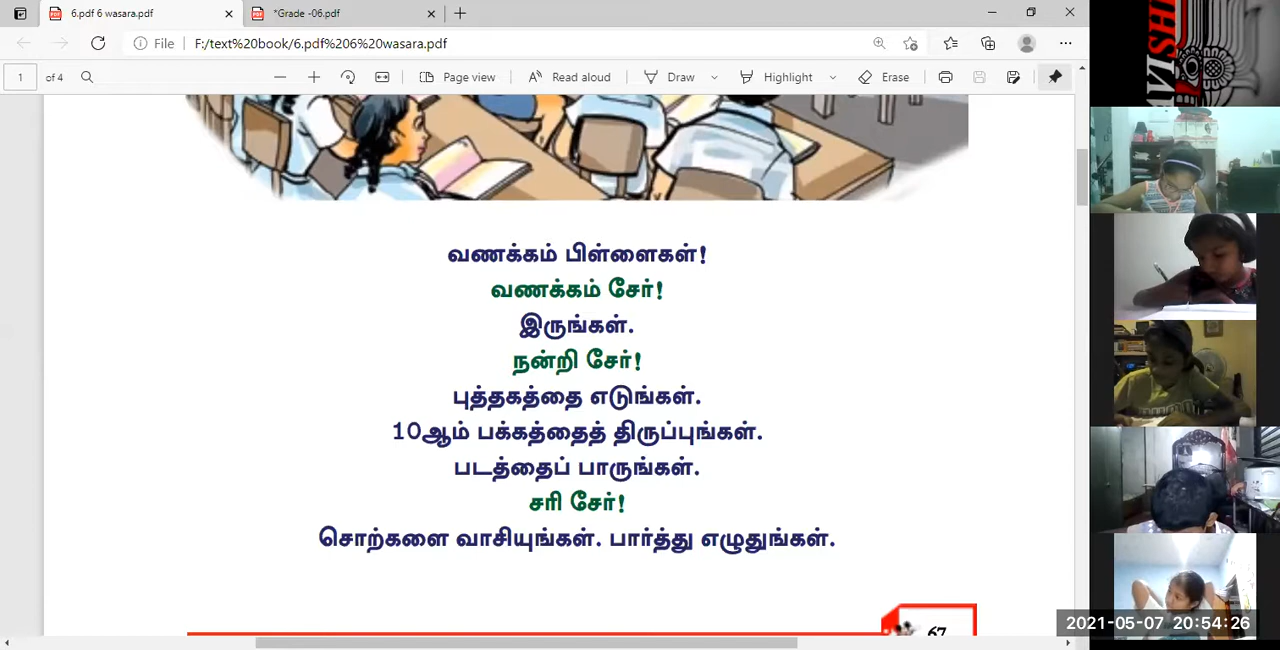 6.pdf 6 wasara.pdf
*Grade -06.pdf
File F:/text%20book/6.pdf%206%20wasara.pdf
1 of 4 Page view Read aloud Draw Highlight Erase
வணக்கம் பிள்ளைகள்!
வணக்கம் சேர்!
இருங்கள்.
நன்றி சேர்!
புத்தகத்தை எடுங்கள்.
10ஆம் பக்கத்தைத் திருப்புங்கள்.
படத்தைப் பாருங்கள்.
சரி சேர்!
சொற்களை வாசியுங்கள். பார்த்து எழுதுங்கள்.
67
2021-05-07 20:54:26